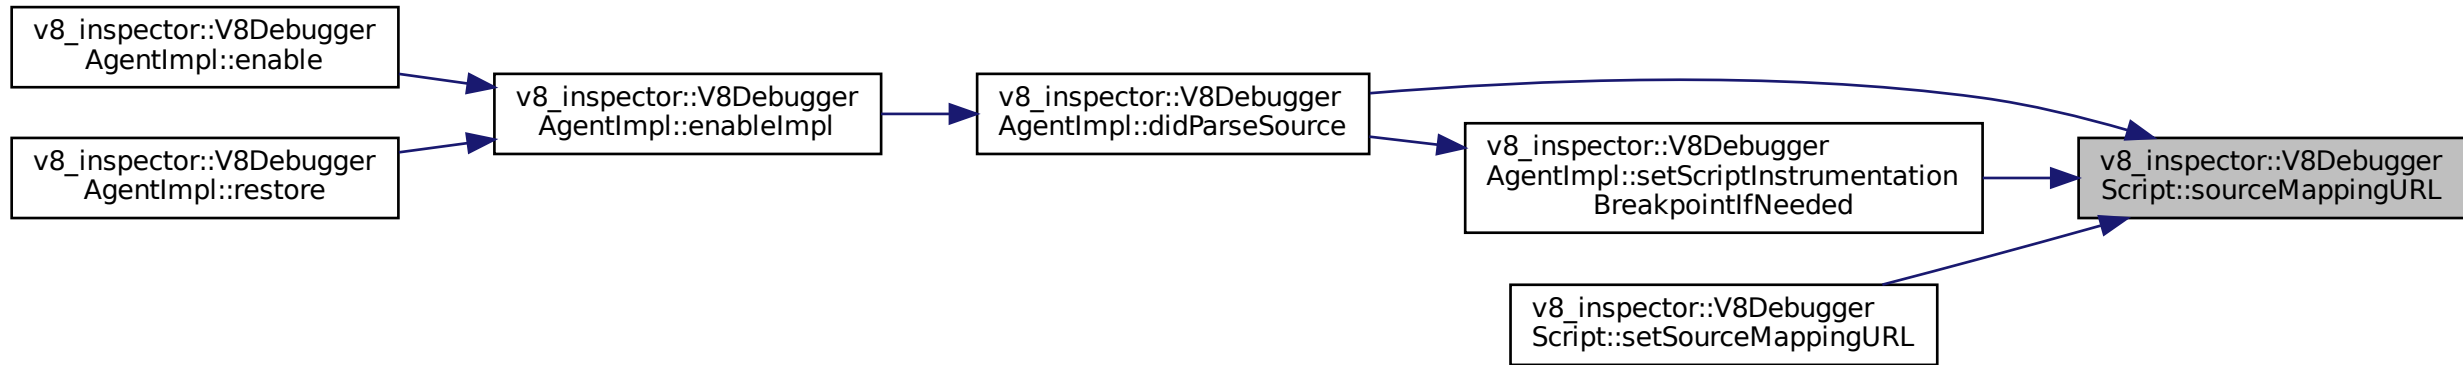 v8_inspector::V8Debugger
AgentImpl::enable
v8_inspector::V8Debugger
AgentImpl::restore
v8_inspector::V8Debugger
AgentImpl::enableImpl
v8_inspector::V8Debugger
AgentImpl::didParseSource
v8_inspector::V8Debugger
AgentImpl::setScriptInstrumentation
BreakpointIfNeeded
v8_inspector::V8Debugger
Script::setSourceMappingURL
v8_inspector::V8Debugger
Script::sourceMappingURL